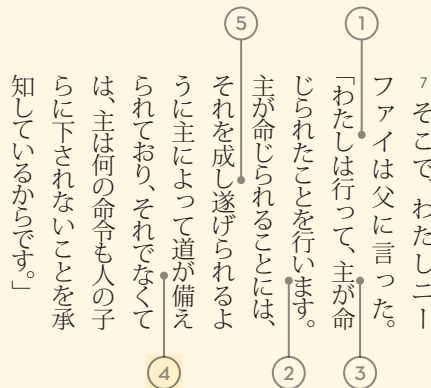 ⑤
①
7 そこで、わたしニー
ファイは父に言った。
「わたしは行って、主が命
じられたことを行います。
主が命じられることには、
それを成し遂げられるよ
うに主によって道が備え
られており、それでなくて
は、主は何の命令も人の子
らに下されないことを承
知しているからです。」
④
②
③